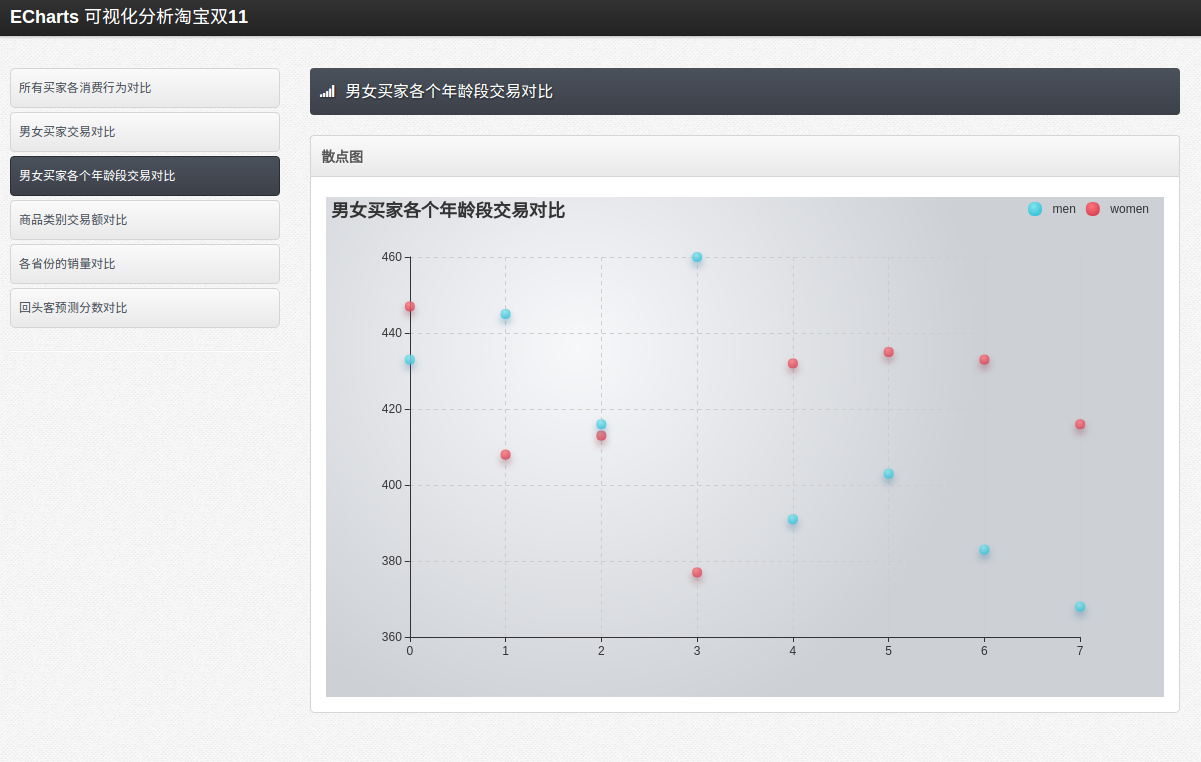 ECharts 可视化分析淘宝双11
所有买家各消费行为对比
男女买家交易对比
男女买家各个年龄段交易对比
商品类别交易额对比
各省份的销量对比
回头客预测分数对比
男女买家各个年龄段交易对比
散点图
男女买家各个年龄段交易对比
men women
460
440
420
400
380
360
0 1 2 3 4 5 6 7